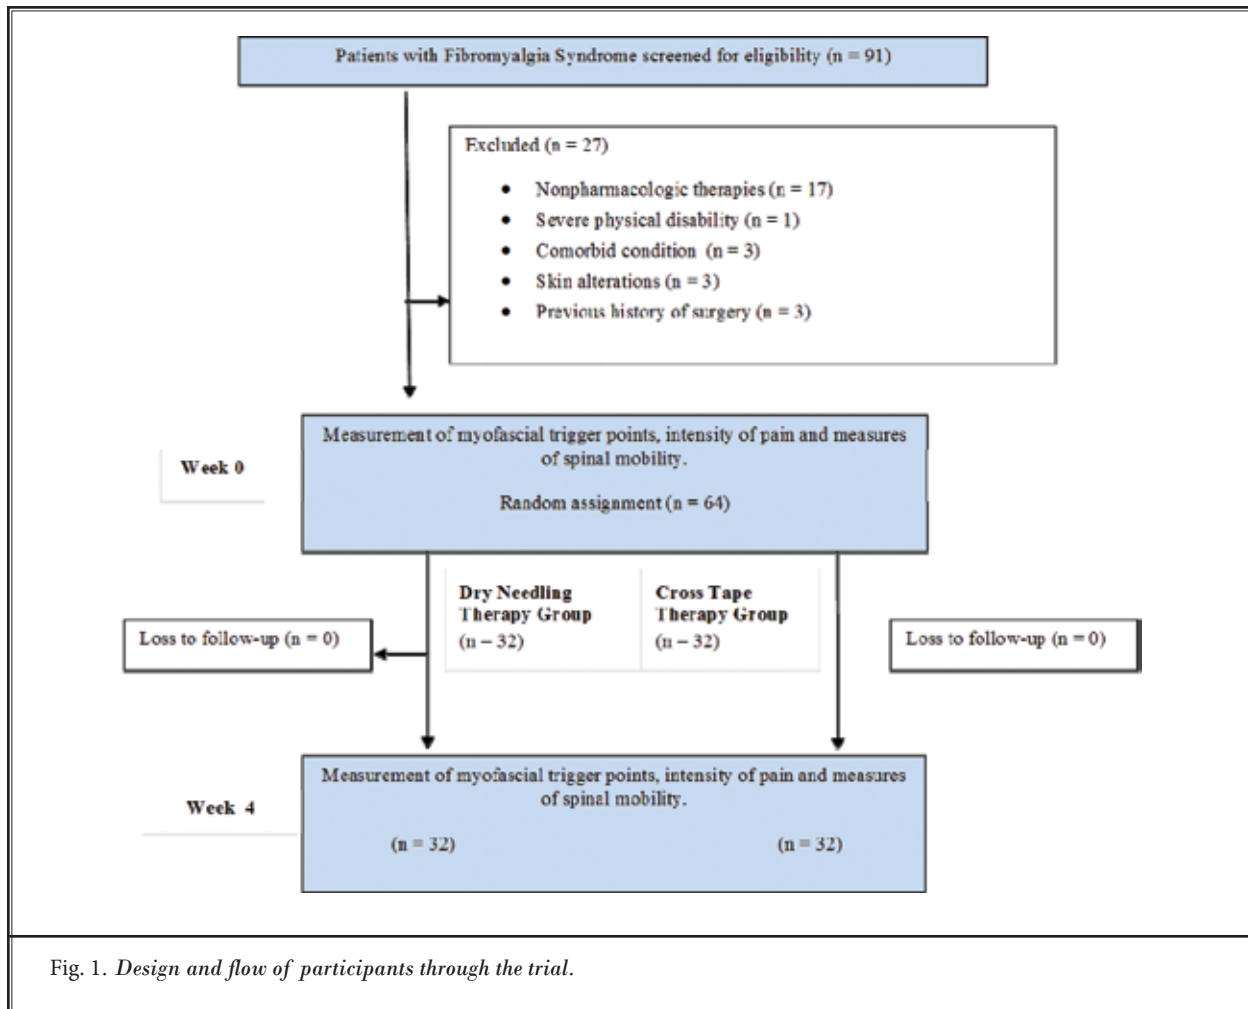 Patients with Fibromyalgia Syndrome screened for eligibility (n = 91)
Excluded (n = 27)
• Nonpharmacologic therapies (n = 17)
• Severe physical disability (n = 1)
• Comorbid condition (n = 3)
• Skin alterations (n = 3)
• Previous history of surgery (n = 3)
Week 0
Measurement of myofascial trigger points, intensity of pain and measures
of spinal mobility.
Random assignment (n = 64)
Dry Needling
Therapy Group
(n – 32)
Cross Tape
Therapy Group
(n – 32)
Loss to follow-up (n = 0)
Loss to follow-up (n = 0)
Week 4
Measurement of myofascial trigger points, intensity of pain and measures
of spinal mobility.
(n = 32)
(n = 32)
Fig. 1. Design and flow of participants through the trial.